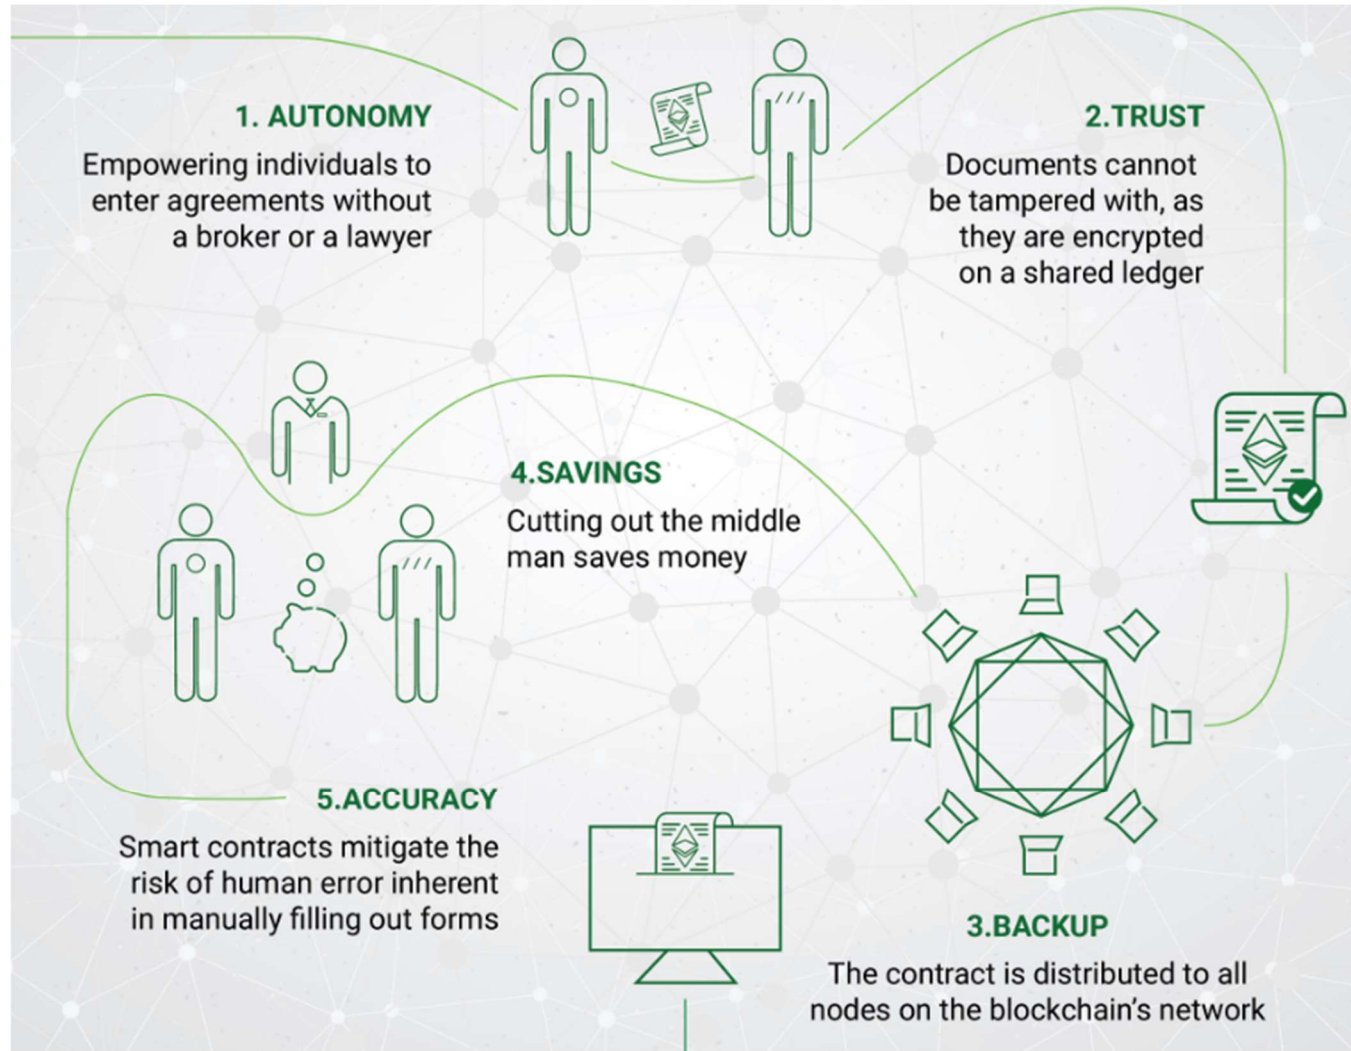 1. AUTONOMY
Empowering individuals to
enter agreements without
a broker or a lawyer
2.TRUST
Documents cannot
be tampered with, as
they are encrypted
on a shared ledger
4.SAVINGS
Cutting out the middle
man saves money
5.ACCURACY
Smart contracts mitigate the
risk of human error inherent
in manually filling out forms
3.BACKUP
The contract is distributed to all
nodes on the blockchain’s network